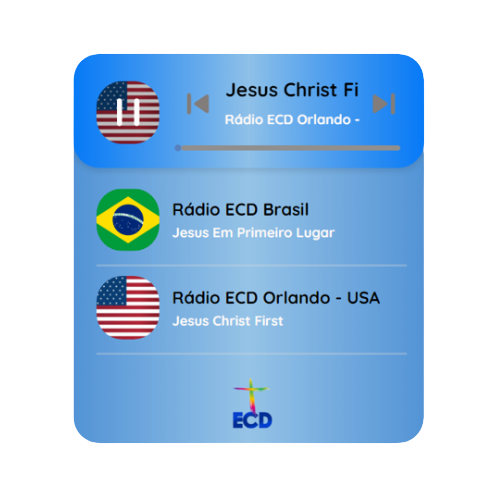 Jesus Christ Fi
Rádio ECD Orlando -
Rádio ECD Brasil
Jesus Em Primeiro Lugar
Rádio ECD Orlando - USA
Jesus Christ First
ECD